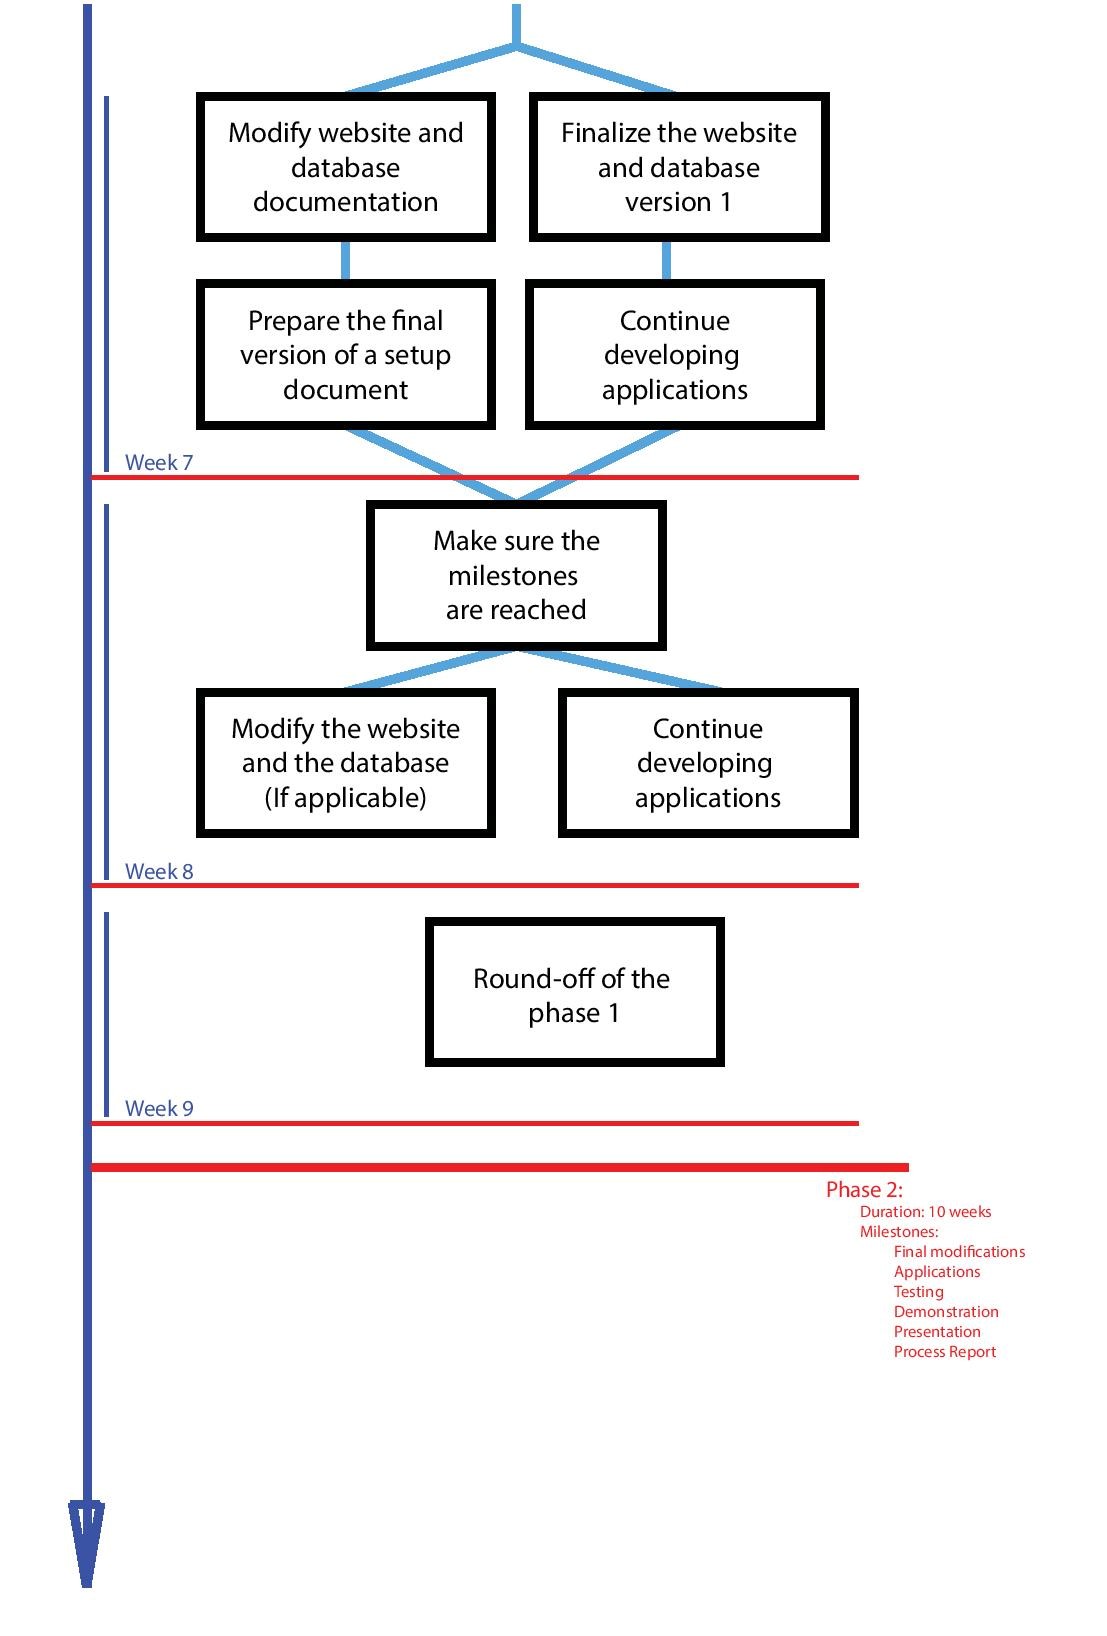 Modify website and
database
documentation
Finalize the website
and database
version 1
Prepare the final
version of a setup
document
Continue
developing
applications
Week 7
Make sure the
milestones
are reached
Modify the website
and the database
(If applicable)
Continue
developing
applications
Week 8
Round-off of the
phase 1
Week 9
Phase 2:
Duration: 10 weeks
Milestones:
Final modifications
Applications
Testing
Demonstration
Presentation
Process Report